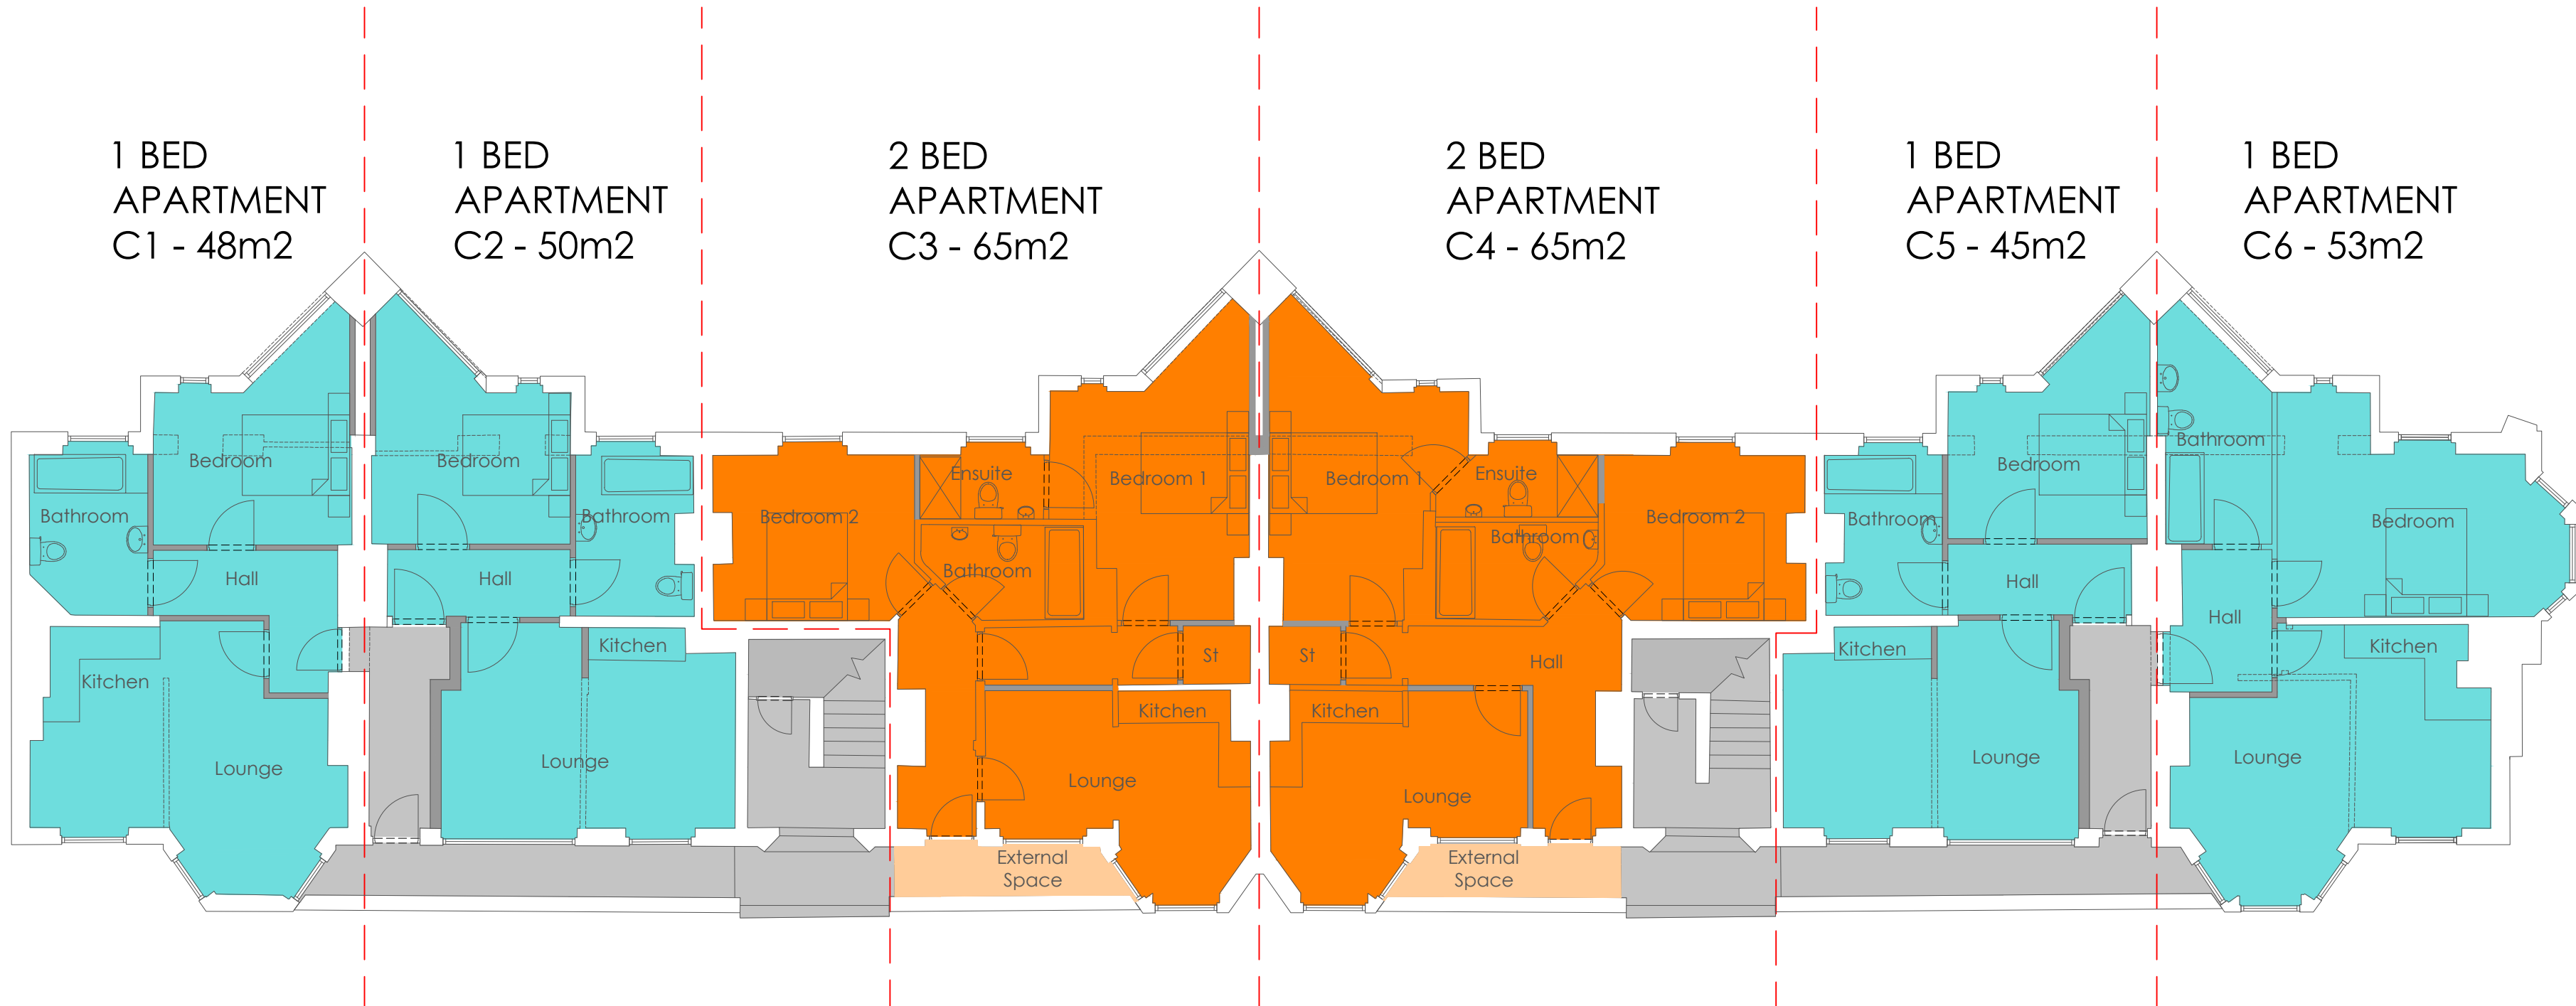 1 BED
APARTMENT
C1 - 48m2
1 BED
APARTMENT
C2 - 50m2
2 BED
APARTMENT
C3 - 65m2
2 BED
APARTMENT
C4 - 65m2
1 BED
APARTMENT
C5 - 45m2
1 BED
APARTMENT
C6 - 53m2
Bedroom
Bathroom
Hall
Kitchen
Lounge
Bedroom
Bathroom
Hall
Kitchen
Lounge
Bedroom 2
Ensuite
Bedroom 1
Bathroom
St
Kitchen
Lounge
External
Space
Bedroom 1
Ensuite
Bedroom 2
Bathroom
St
Hall
Kitchen
Lounge
External
Space
Bedroom
Bathroom
Hall
Kitchen
Lounge
Bathroom
Bedroom
Hall
Kitchen
Lounge